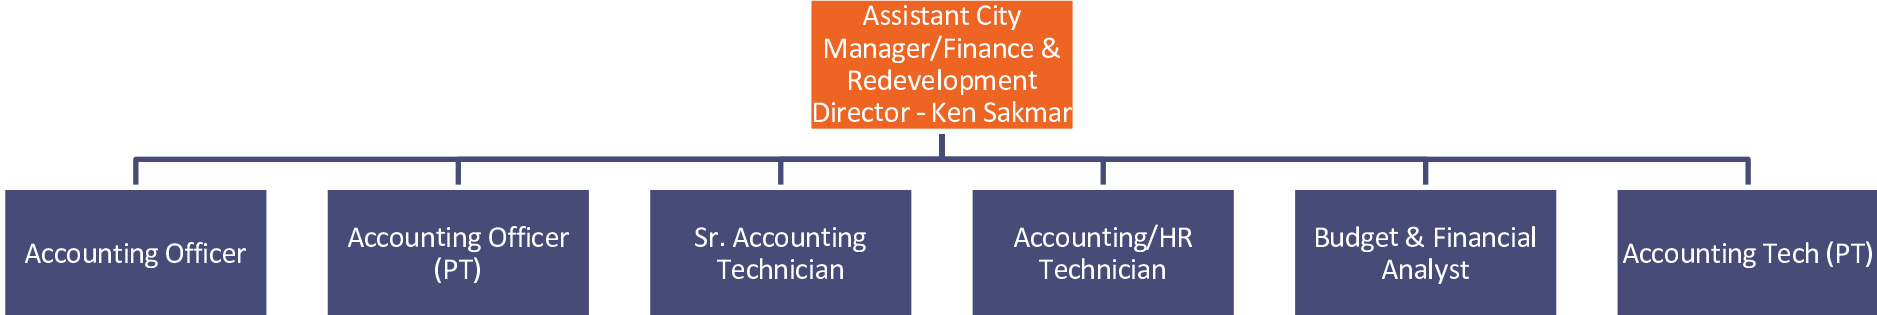 Assistant City
Manager/Finance &
Redevelopment
Director - Ken Sakmar
Accounting Officer
Accounting Officer
(PT)
Sr. Accounting
Technician
Accounting/HR
Technician
Budget & Financial
Analyst
Accounting Tech (PT)